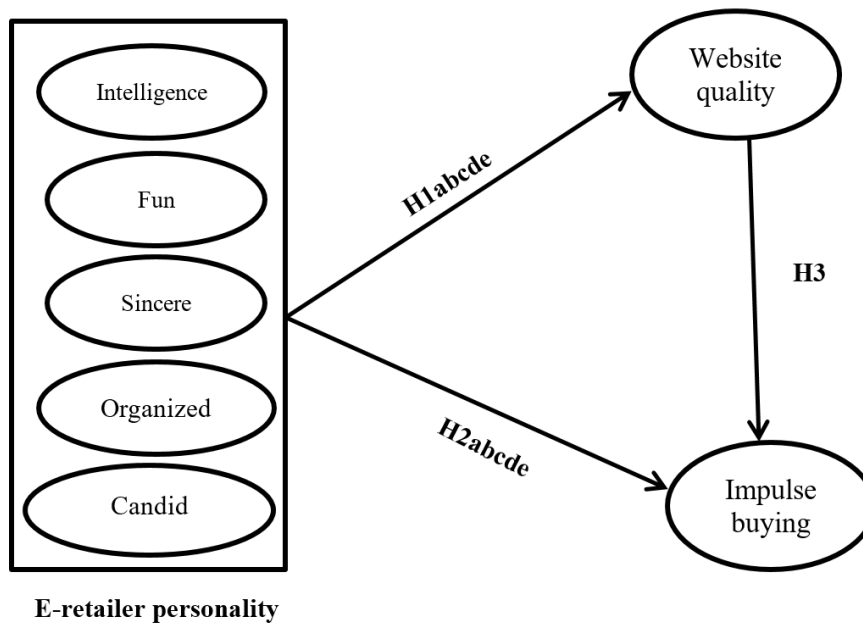 Intelligence
Fun
Sincere
Organized
Candid
E-retailer personality
H1abcde
H2abcde
Website
quality
H3
Impulse
buying